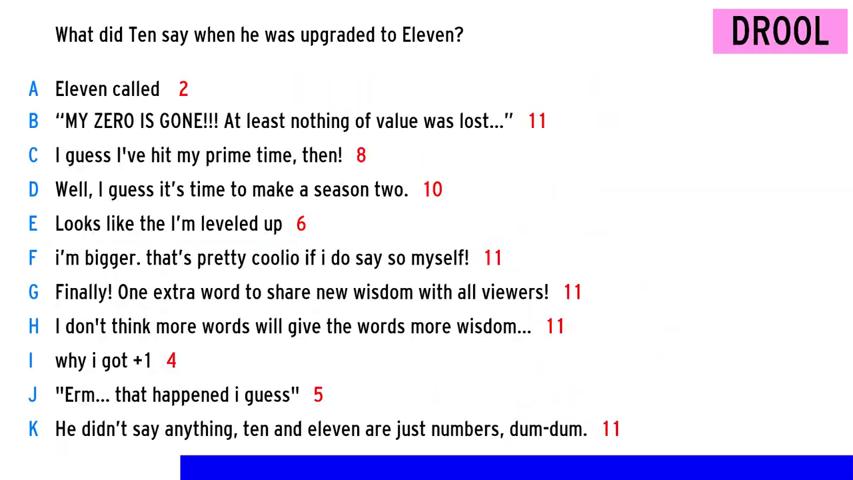 What did Ten say when he was upgraded to Eleven?
DROOL
A Eleven called 2
B “MY ZERO IS GONE!!! At least nothing of value was lost...” 11
C I guess I've hit my prime time, then! 8
D Well, I guess it’s time to make a season two. 10
E Looks like the I’m leveled up 6
F i’m bigger. that’s pretty coolio if i do say so myself! 11
G Finally! One extra word to share new wisdom with all viewers! 11
H I don't think more words will give the words more wisdom... 11
I why i got +1 4
J "Erm... that happened i guess" 5
K He didn’t say anything, ten and eleven are just numbers, dum-dum. 11